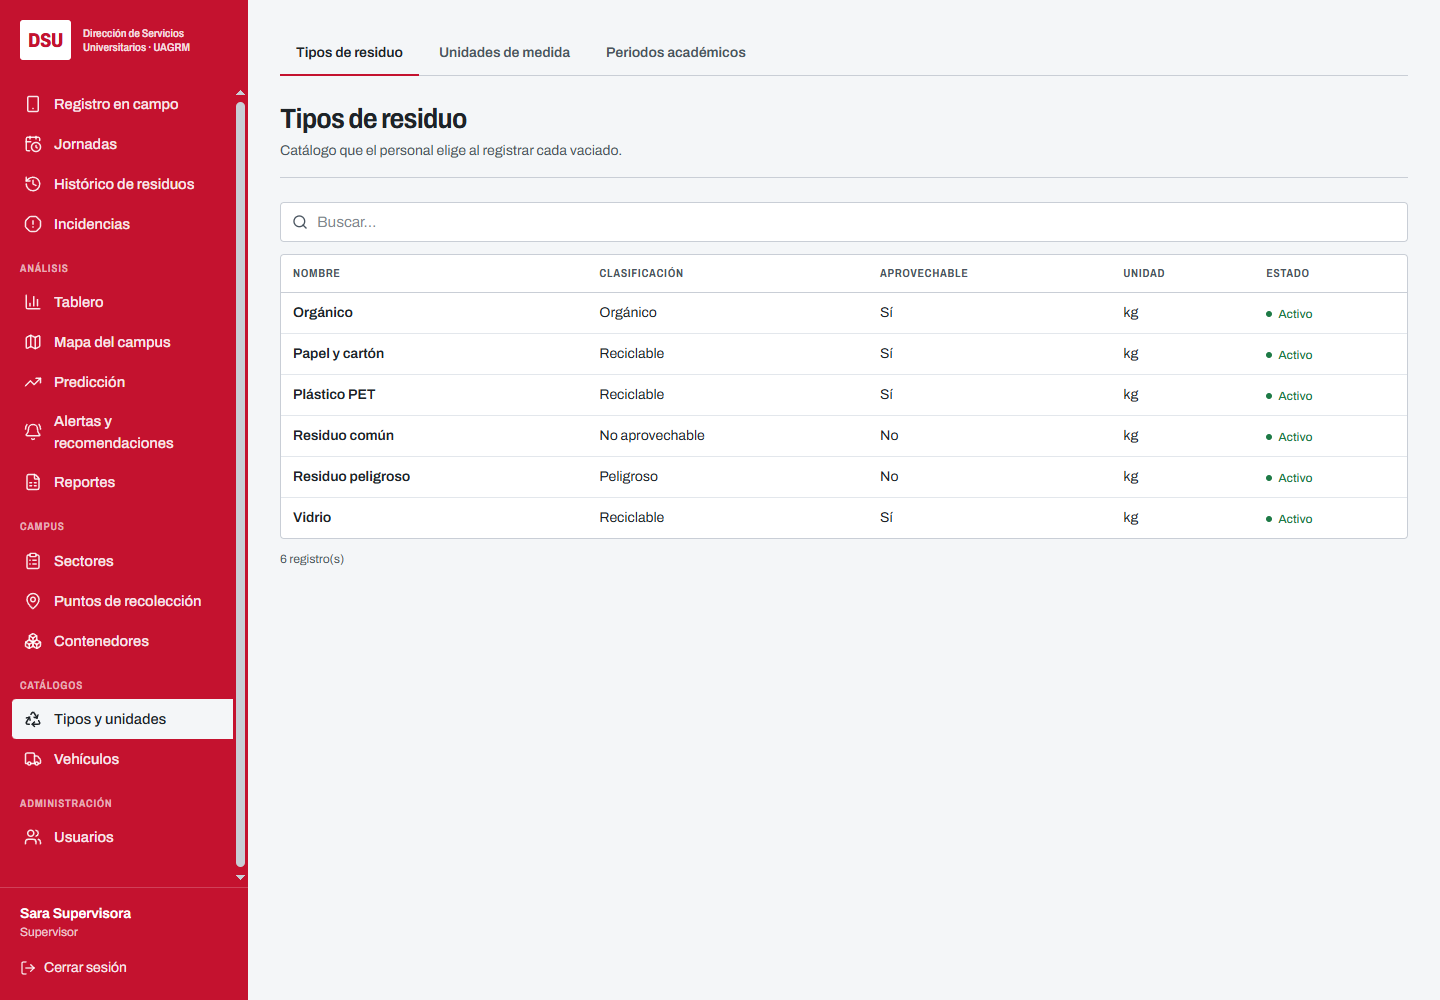 DSU
Dirección de Servicios
Universitarios · UAGRM
Registro en campo
Jornadas
Histórico de residuos
Incidencias
ANÁLISIS
Tablero
Mapa del campus
Predicción
Alertas y
recomendaciones
Reportes
CAMPUS
Sectores
Puntos de recolección
Contenedores
CATÁLOGOS
Tipos y unidades
Vehículos
ADMINISTRACIÓN
Usuarios
Sara Supervisora
Supervisor
Cerrar sesión
Tipos de residuo Unidades de medida Periodos académicos
Tipos de residuo
Catálogo que el personal elige al registrar cada vaciado.
Buscar...
NOMBRE CLASIFICACIÓN APROVECHABLE UNIDAD ESTADO
Orgánico Orgánico Sí kg Activo
Papel y cartón Reciclable Sí kg Activo
Plástico PET Reciclable Sí kg Activo
Residuo común No aprovechable No kg Activo
Residuo peligroso Peligroso No kg Activo
Vidrio Reciclable Sí kg Activo
6 registro(s)